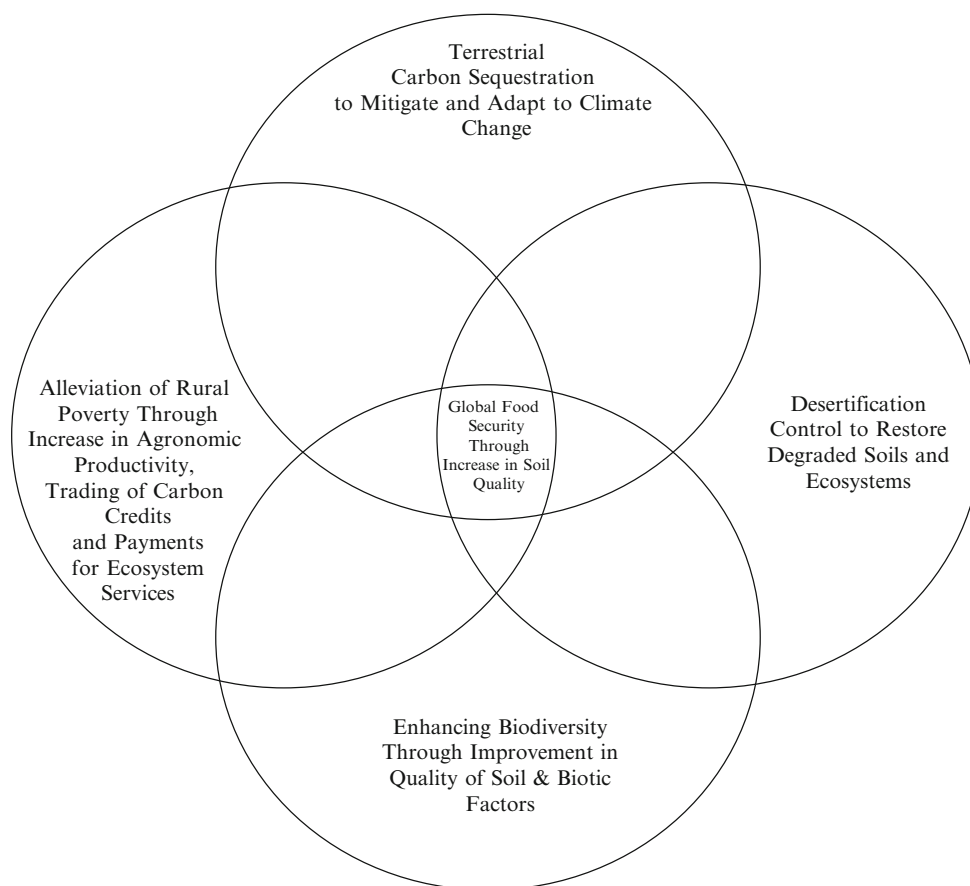 Terrestrial
Carbon Sequestration
to Mitigate and Adapt to Climate
Change
Alleviation of Rural
Poverty Through
Increase in Agronomic
Productivity,
Trading of Carbon
Credits
and Payments
for Ecosystem
Services
Global Food
Security
Through
Increase in Soil
Quality
Desertification
Control to Restore
Degraded Soils and
Ecosystems
Enhancing Biodiversity
Through Improvement in
Quality of Soil & Biotic
Factors